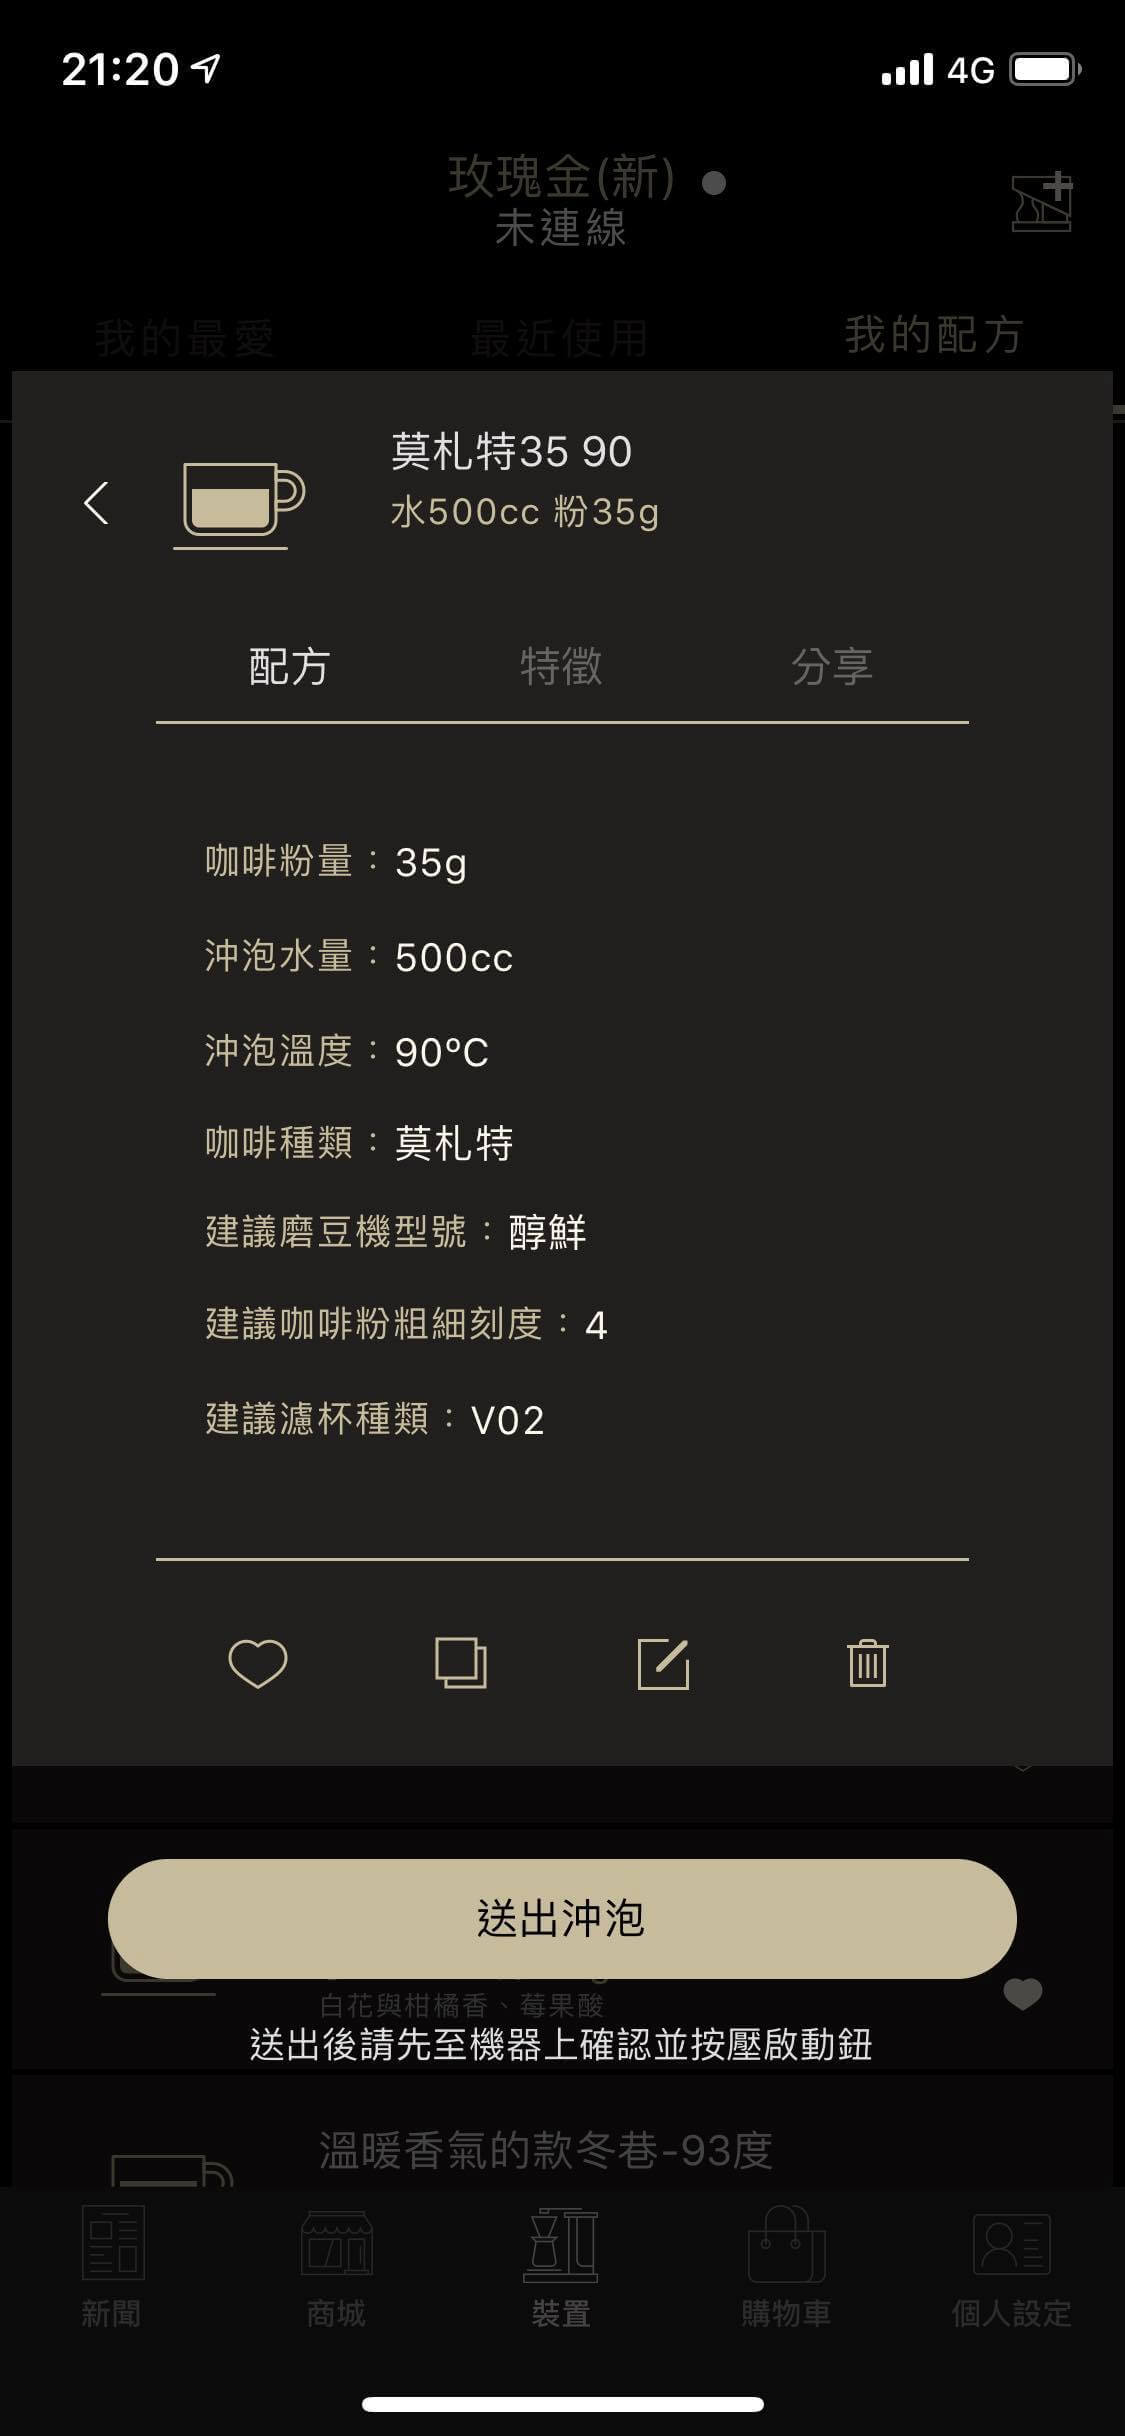 21:20
4G
玫瑰金(新)
未連線
我的最愛 最近使用 我的配方
莫札特35 90
水500cc 粉35g
配方 特徵 分享
咖啡粉量：35g
沖泡水量：500cc
沖泡溫度：90°C
咖啡種類：莫札特
建議磨豆機型號：醇鮮
建議咖啡粉粗細刻度：4
建議濾杯種類：V02
送出沖泡
白花與柑橘香、莓果酸
送出後請先至機器上確認並按壓啟動鈕
溫暖香氣的款冬巷-93度
新聞 商城 裝置 購物車 個人設定